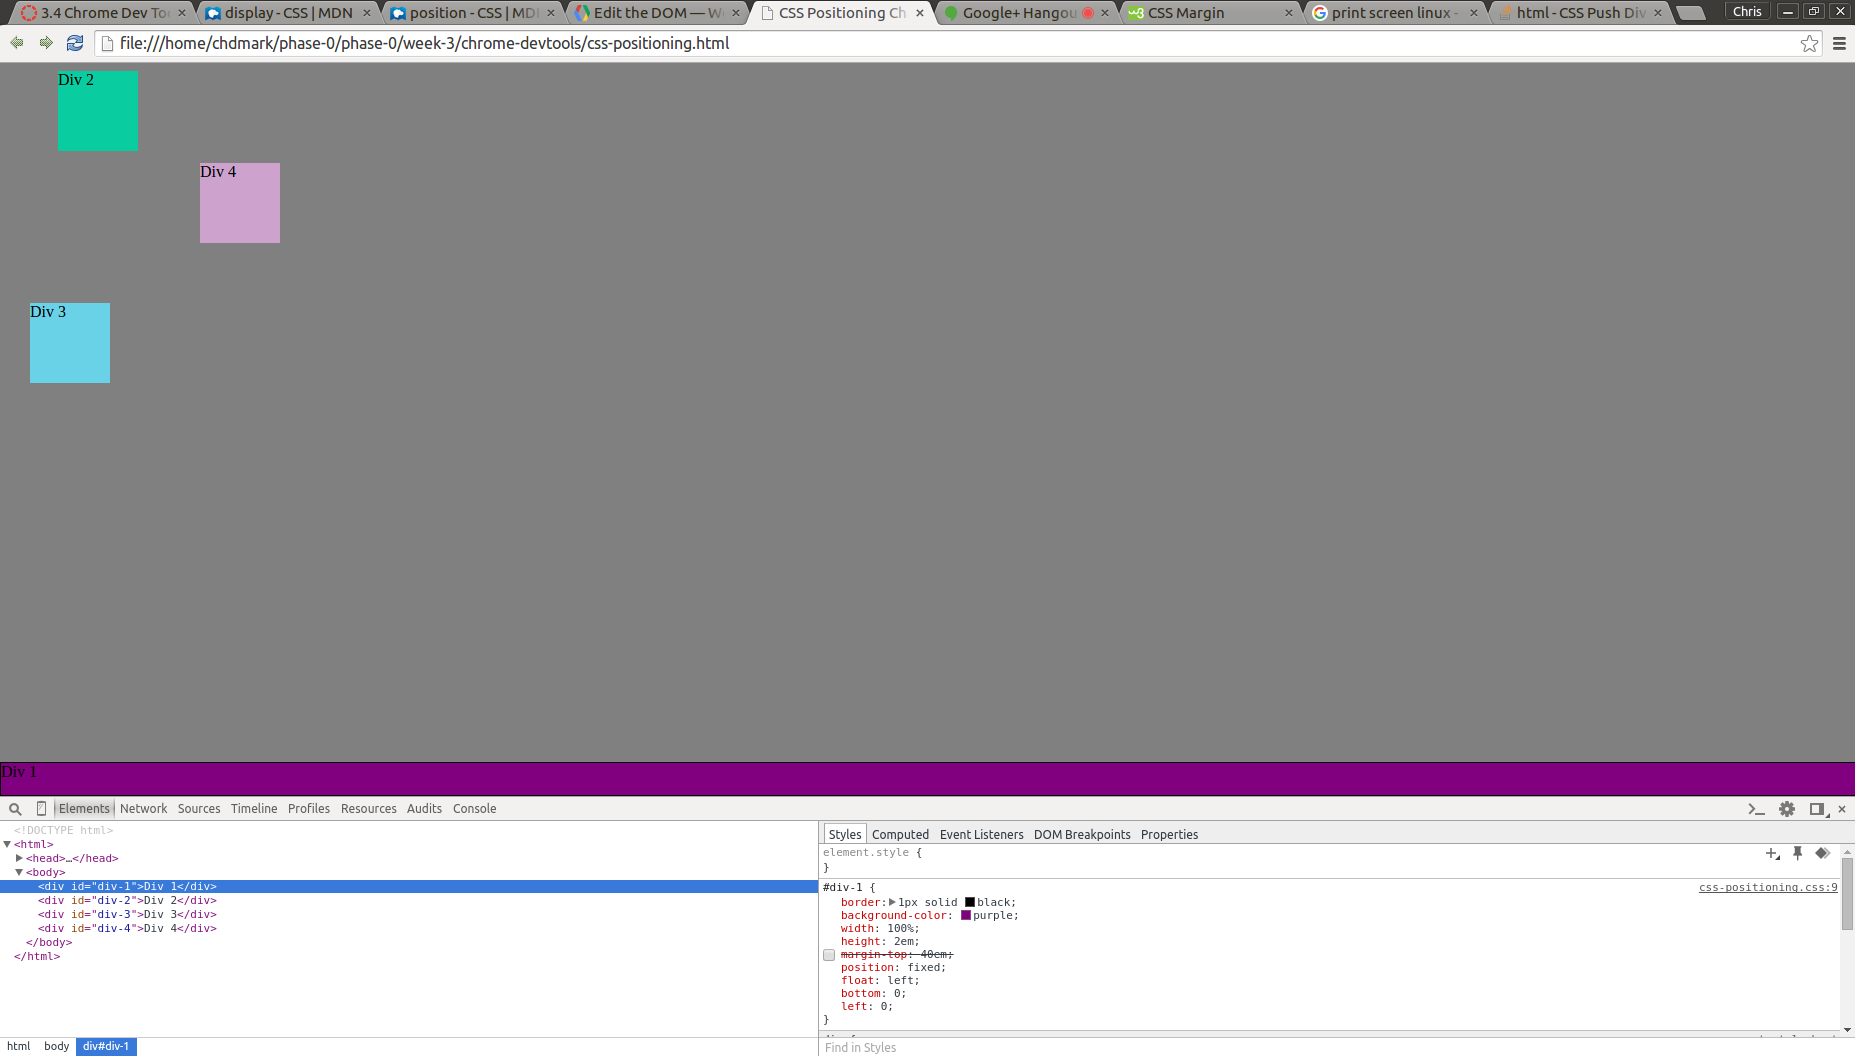 3.4 Chrome Dev To
display - CSS | MDN
position - CSS | MD
Edit the DOM — W
CSS Positioning Ch
Google+ Hangou
CSS Margin
print screen linux -
html - CSS Push Div
Chris
file:///home/chdmark/phase-0/phase-0/week-3/chrome-devtools/css-positioning.html
Div 2
Div 4
Div 3
Div 1
Elements Network Sources Timeline Profiles Resources Audits Console
<!DOCTYPE html>
<html>
<head>…</head>
<body>
<div id="div-1">Div 1</div>
<div id="div-2">Div 2</div>
<div id="div-3">Div 3</div>
<div id="div-4">Div 4</div>
</body>
</html>
html body div#div-1
Styles Computed Event Listeners DOM Breakpoints Properties
element.style {
}
#div-1 { css-positioning.css:9
border: 1px solid black;
background-color: purple;
width: 100%;
height: 2em;
margin-top: 40em;
position: fixed;
float: left;
bottom: 0;
left: 0;
}
Find in Styles